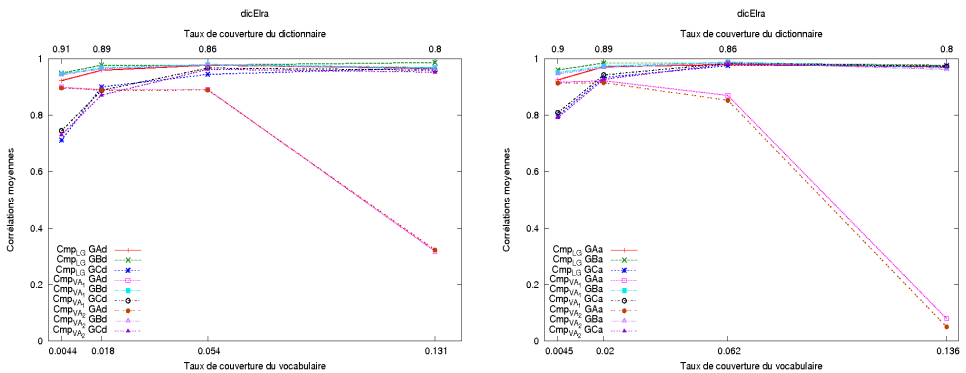 dicElra
Taux de couverture du dictionnaire
0.91 0.89 0.86 0.8
1
0.8
0.6
0.4
0.2
0
Corrélations moyennes
Cmp_LG GAd
Cmp_LG GBd
Cmp_LG GCd
Cmp_VA1 GAd
Cmp_VA1 GBd
Cmp_VA1 GCd
Cmp_VA2 GAd
Cmp_VA2 GBd
Cmp_VA2 GCd
0.0044 0.018 0.054 0.131
Taux de couverture du vocabulaire
dicElra
Taux de couverture du dictionnaire
0.9 0.89 0.86 0.8
1
0.8
0.6
0.4
0.2
0
Corrélations moyennes
Cmp_LG GAa
Cmp_LG GBa
Cmp_LG GCa
Cmp_VA1 GAa
Cmp_VA1 GBa
Cmp_VA1 GCa
Cmp_VA2 GAa
Cmp_VA2 GBa
Cmp_VA2 GCa
0.0045 0.02 0.062 0.136
Taux de couverture du vocabulaire